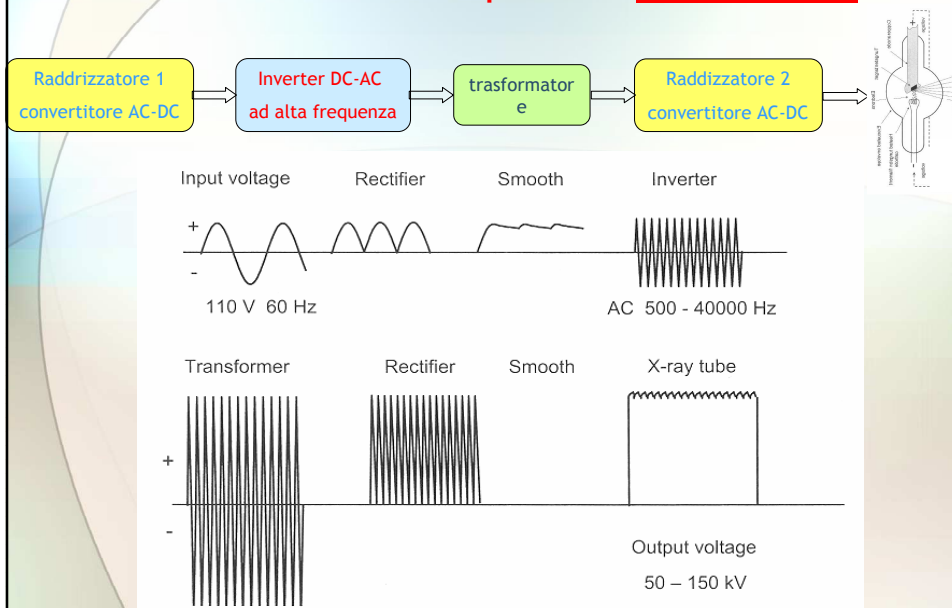 Raddrizzatore 1
convertitore AC-DC
Inverter DC-AC
ad alta frequenza
trasformator
e
Raddizzatore 2
convertitore AC-DC
Input voltage
Rectifier
Smooth
Inverter
+
-
110 V 60 Hz
AC 500 - 40000 Hz
Transformer
Rectifier
Smooth
X-ray tube
+
-
Output voltage
50 – 150 kV